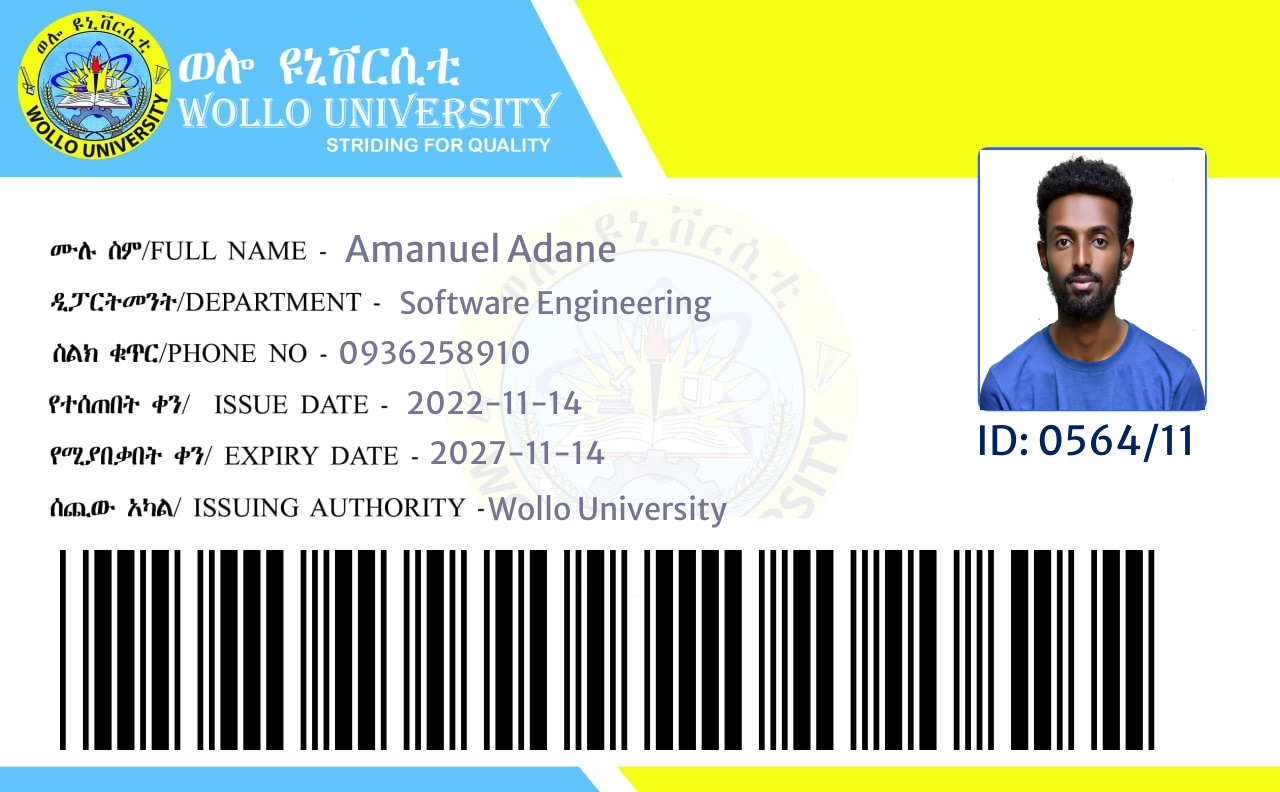 ወሎ ዩኒቨርሲቲ
WOLLO UNIVERSITY
ወሎ ዩኒቨርሲቲ
WOLLO UNIVERSITY
STRIDING FOR QUALITY
ሙሉ ስም/FULL NAME - Amanuel Adane
ዲፓርትመንት/DEPARTMENT - Software Engineering
ስልክ ቁጥር/PHONE NO - 0936258910
የተሰጠበት ቀን/ ISSUE DATE - 2022-11-14
የሚያበቃበት ቀን/ EXPIRY DATE - 2027-11-14
ሰጪው አካል/ ISSUING AUTHORITY -Wollo University
ID: 0564/11